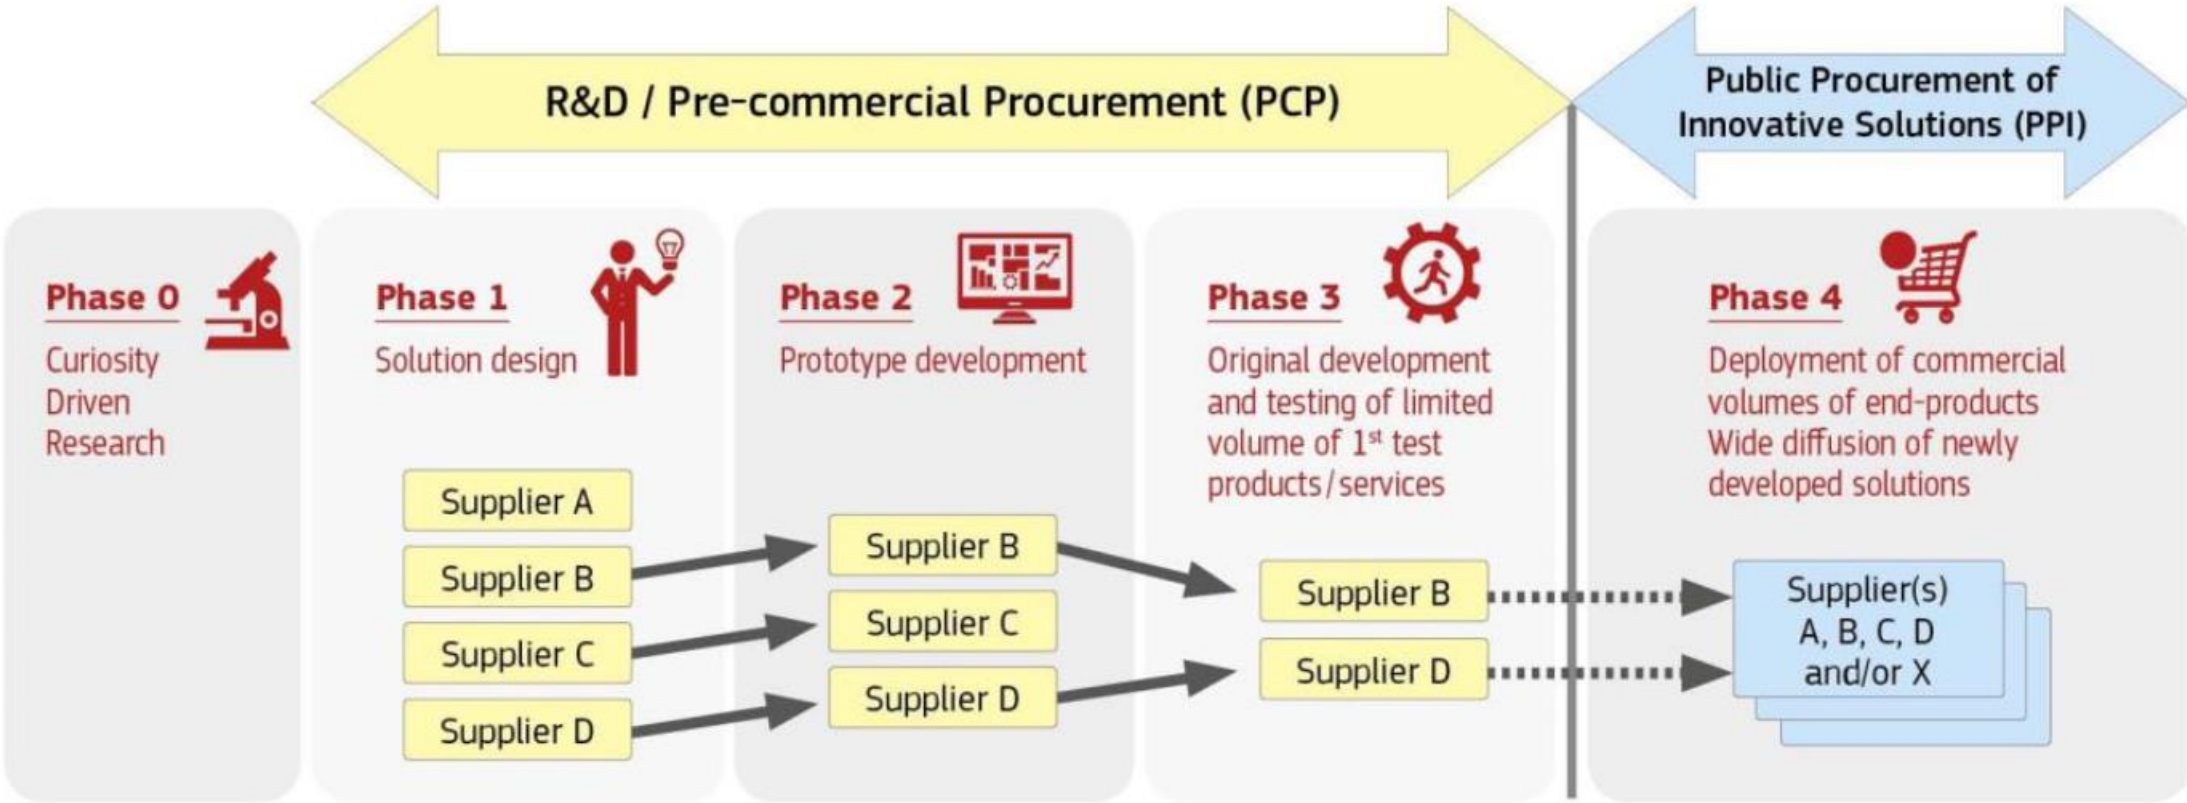 R&D / Pre-commercial Procurement (PCP)
Public Procurement of
Innovative Solutions (PPI)
Phase 0
Curiosity
Driven
Research
Phase 1
Solution design
Supplier A
Supplier B
Supplier C
Supplier D
Phase 2
Prototype development
Supplier B
Supplier C
Supplier D
Phase 3
Original development
and testing of limited
volume of 1st test
products/services
Supplier B
Supplier D
Phase 4
Deployment of commercial
volumes of end-products
Wide diffusion of newly
developed solutions
Supplier(s)
A, B, C, D
and/or X